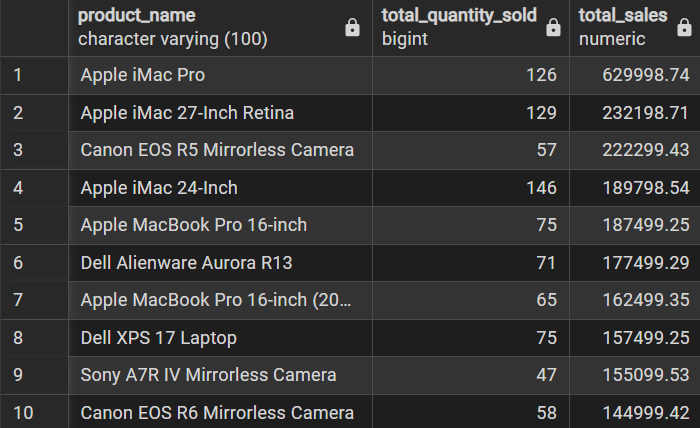 product_name total_quantity_sold total_sales
character varying (100) bigint numeric
1 Apple iMac Pro 126 629998.74
2 Apple iMac 27-Inch Retina 129 232198.71
3 Canon EOS R5 Mirrorless Camera 57 222299.43
4 Apple iMac 24-Inch 146 189798.54
5 Apple MacBook Pro 16-inch 75 187499.25
6 Dell Alienware Aurora R13 71 177499.29
7 Apple MacBook Pro 16-inch (20... 65 162499.35
8 Dell XPS 17 Laptop 75 157499.25
9 Sony A7R IV Mirrorless Camera 47 155099.53
10 Canon EOS R6 Mirrorless Camera 58 144999.42